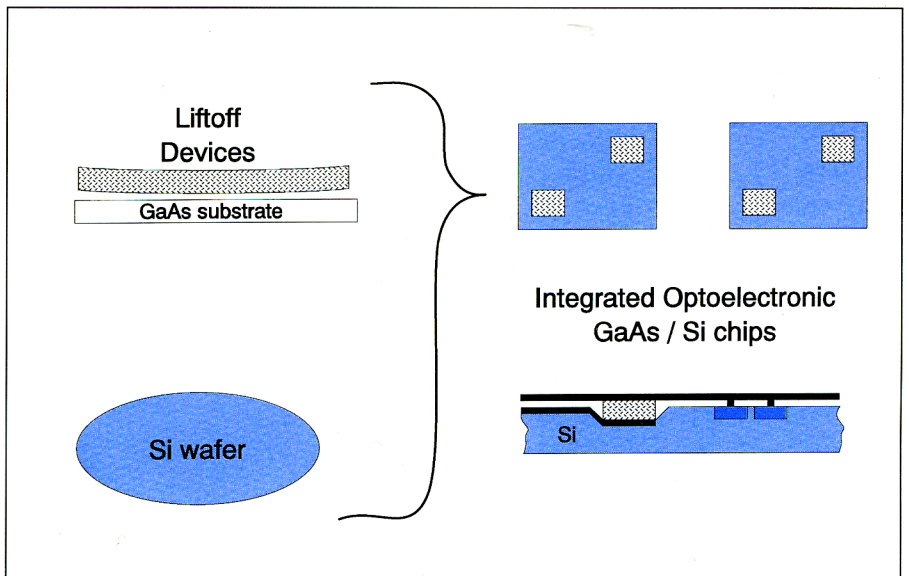 Liftoff
Devices
GaAs substrate
Si wafer
Integrated Optoelectronic
GaAs / Si chips
Si